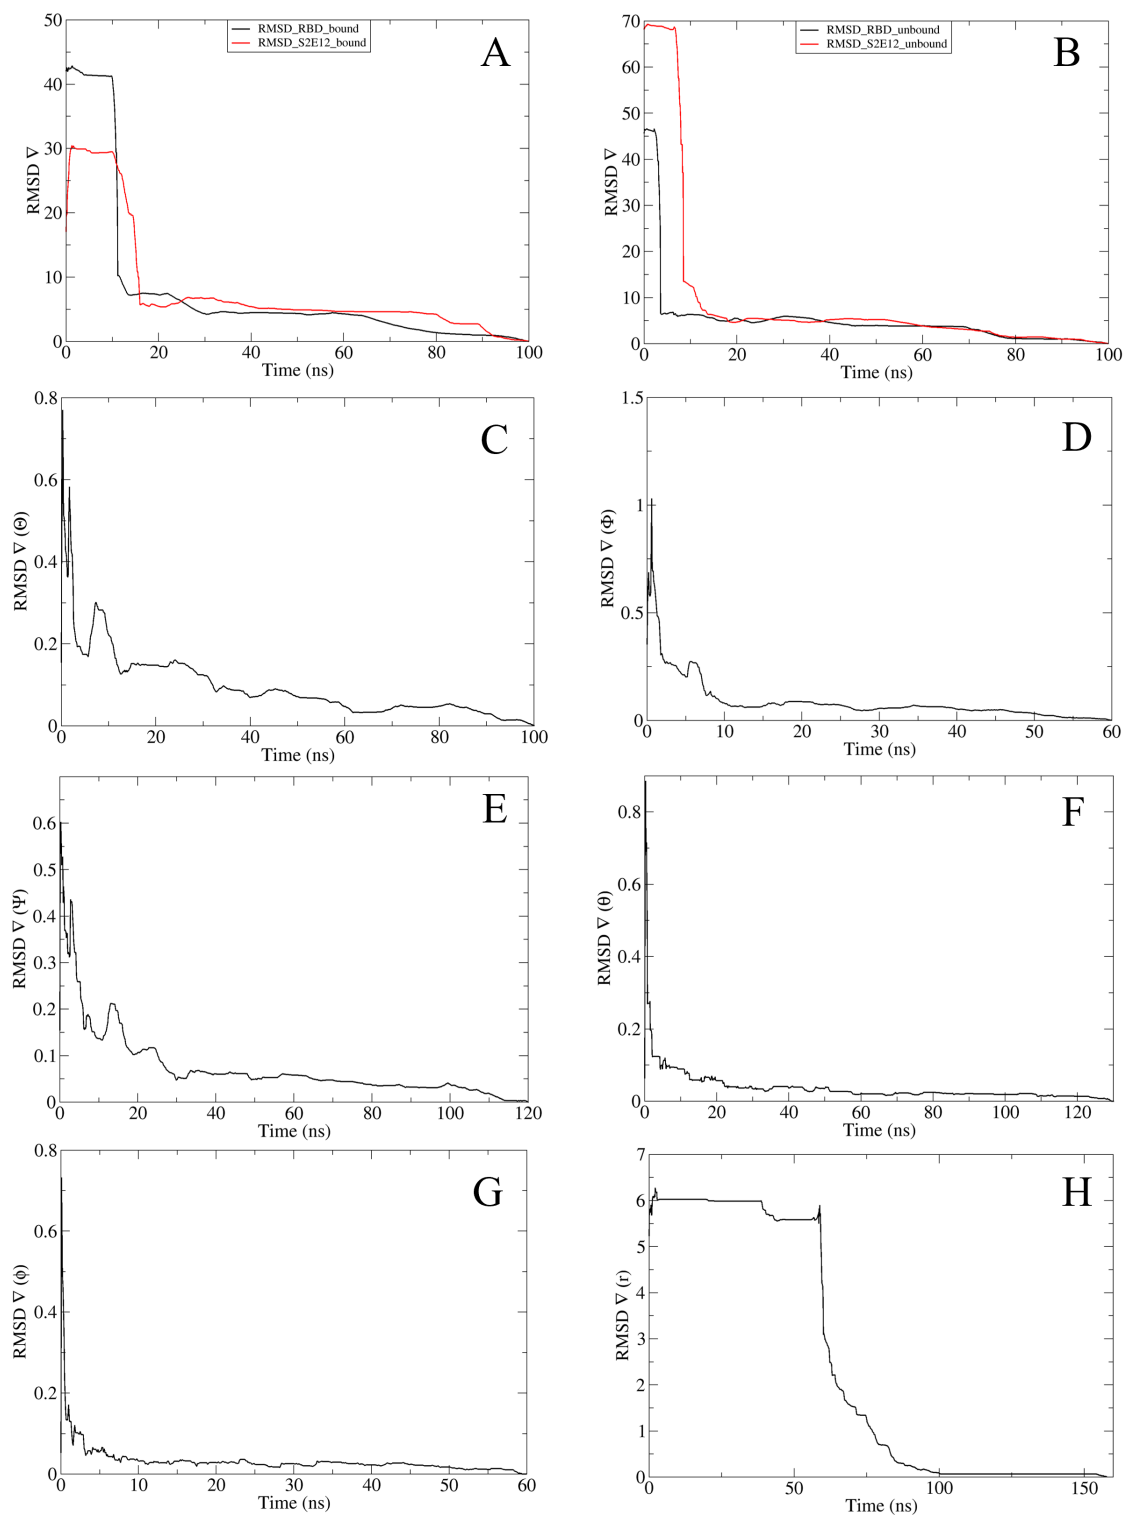 RMSD_RBD_bound
RMSD_S2E12_bound
A
50
40
30
20
10
0
RMSD ∇
0 20 40 60 80 100
Time (ns)
RMSD_RBD_unbound
RMSD_S2E12_unbound
B
70
60
50
40
30
20
10
0
RMSD ∇
0 20 40 60 80 100
Time (ns)
C
0.8
0.6
0.4
0.2
0
RMSD ∇ (Θ)
0 20 40 60 80 100
Time (ns)
D
1.5
1
0.5
0
RMSD ∇ (Φ)
0 10 20 30 40 50 60
Time (ns)
E
0.6
0.5
0.4
0.3
0.2
0.1
0
RMSD ∇ (Ψ)
0 20 40 60 80 100 120
Time (ns)
F
0.8
0.6
0.4
0.2
0
RMSD ∇ (θ)
0 20 40 60 80 100 120
Time (ns)
G
0.8
0.6
0.4
0.2
0
RMSD ∇ (ϕ)
0 10 20 30 40 50 60
Time (ns)
H
7
6
5
4
3
2
1
0
RMSD ∇ (r)
0 50 100 150
Time (ns)